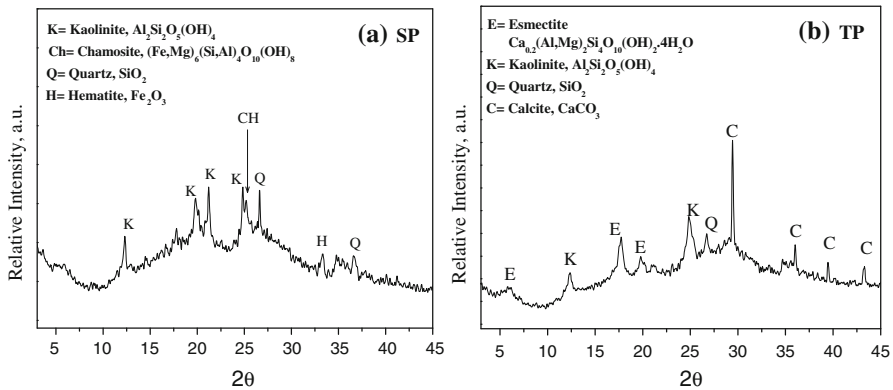 K= Kaolinite, Al₂Si₂O₅(OH)₄
(a) SP
Ch= Chamosite, (Fe,Mg)₆(Si,Al)₄O₁₀(OH)₈
Q= Quartz, SiO₂
H= Hematite, Fe₂O₃
CH
K
K
K
K
Q
H
Q
Relative Intensity, a.u.
5 10 15 20 25 30 35 40 45
2θ
E= Esmectite
(b) TP
Ca₀.₂(Al,Mg)₂Si₄O₁₀(OH)₂.4H₂O
K= Kaolinite, Al₂Si₂O₅(OH)₄
Q= Quartz, SiO₂
C= Calcite, CaCO₃
C
E
K
E
E
K
Q
C
C
C
Relative Intensity, a.u.
5 10 15 20 25 30 35 40 45
2θ